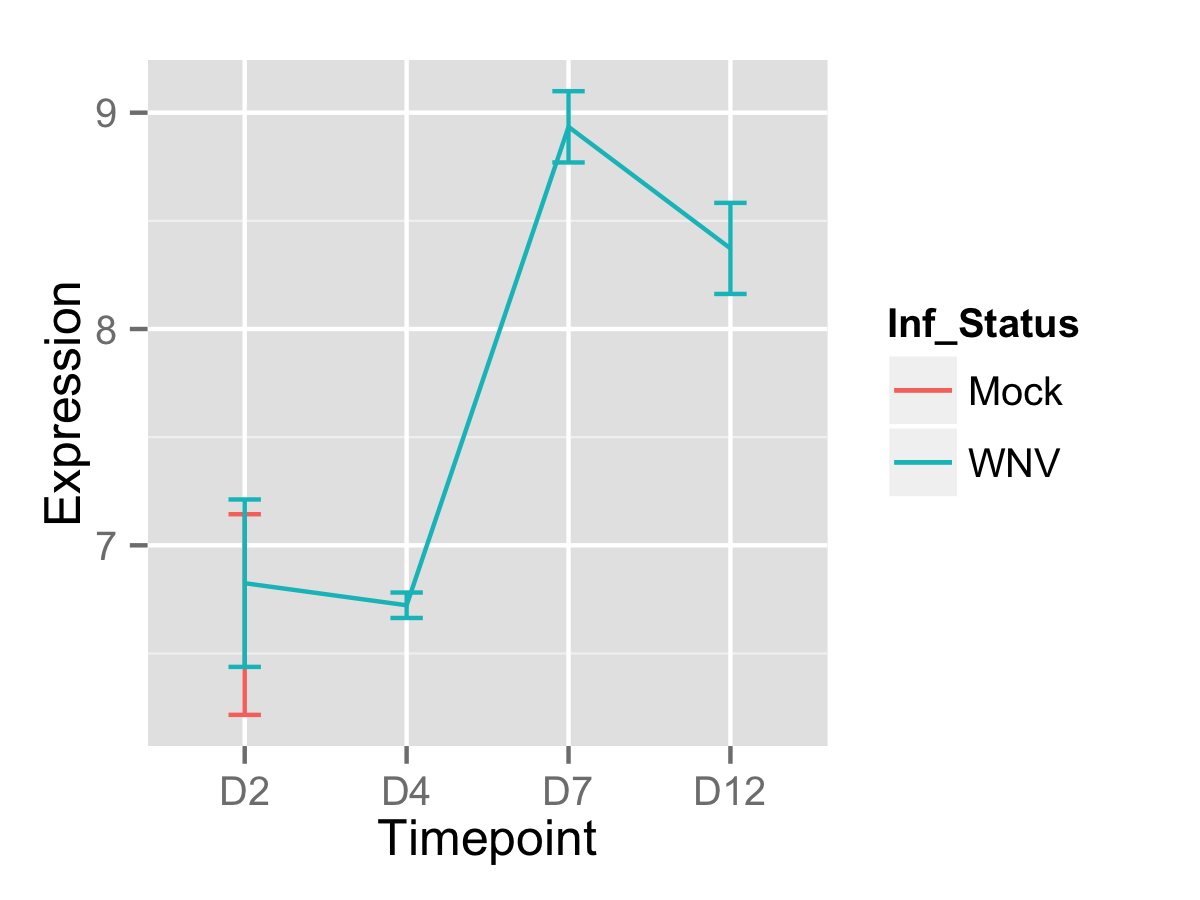 9
8
7
Expression
D2 D4 D7 D12
Timepoint
Inf_Status
Mock
WNV